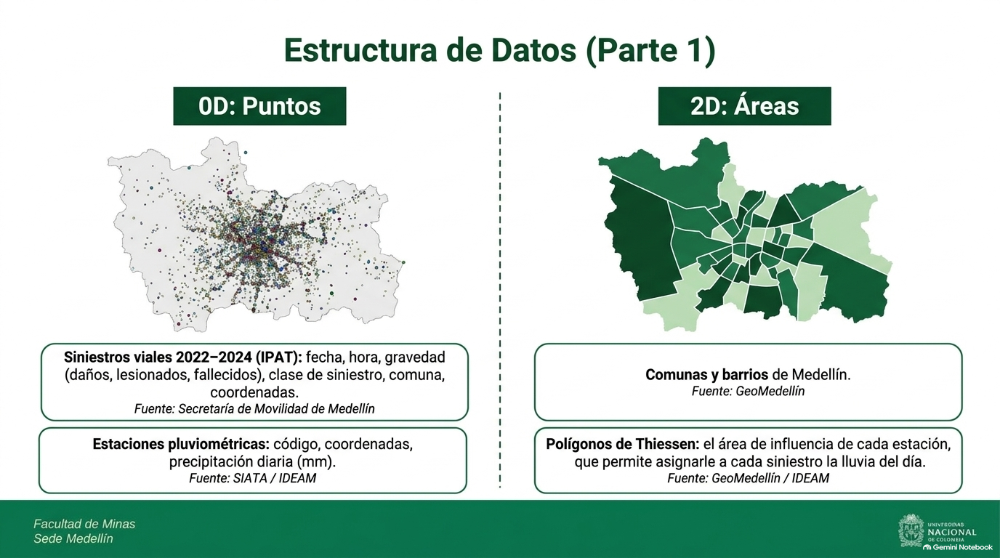 Estructura de Datos (Parte 1)
0D: Puntos
Siniestros viales 2022–2024 (IPAT): fecha, hora, gravedad
(daños, lesionados, fallecidos), clase de siniestro, comuna,
coordenadas.
Fuente: Secretaría de Movilidad de Medellín
Estaciones pluviométricas: código, coordenadas,
precipitación diaria (mm).
Fuente: SIATA / IDEAM
2D: Áreas
Comunas y barrios de Medellín.
Fuente: GeoMedellín
Polígonos de Thiessen: el área de influencia de cada estación,
que permite asignarle a cada siniestro la lluvia del día.
Fuente: GeoMedellín / IDEAM
Facultad de Minas
Sede Medellín
NACIONAL
Gemini Notebook